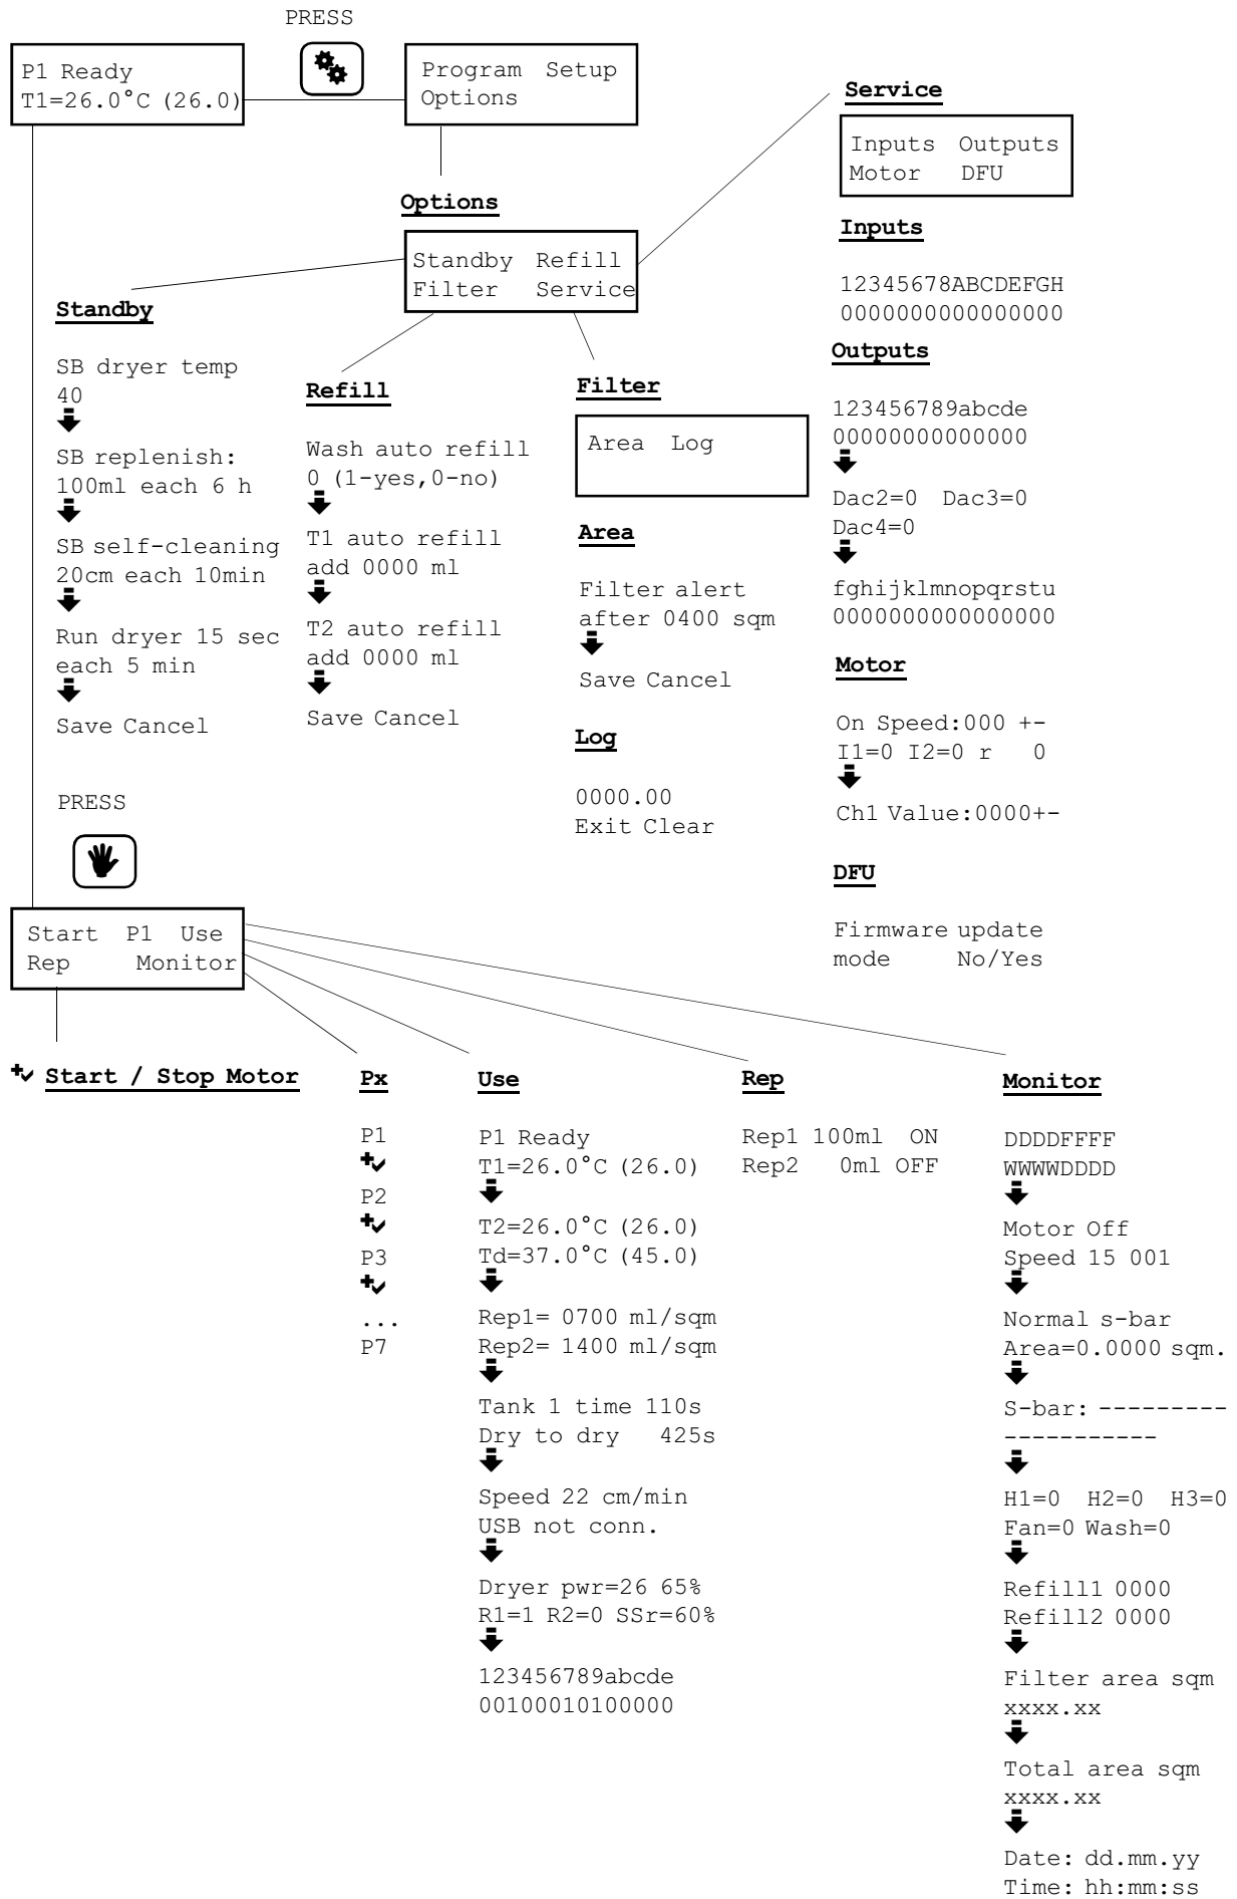 PRESS
P1 Ready
T1=26.0°C (26.0)
Program Setup
Options
Options
Standby Refill
Filter Service
Standby
SB dryer temp
40
SB replenish:
100ml each 6 h
SB self-cleaning
20cm each 10min
Run dryer 15 sec
each 5 min
Save Cancel
Refill
Wash auto refill
0 (1-yes,0-no)
T1 auto refill
add 0000 ml
T2 auto refill
add 0000 ml
Save Cancel
Filter
Area Log
Area
Filter alert
after 0400 sqm
Save Cancel
Log
0000.00
Exit Clear
Service
Inputs Outputs
Motor DFU
Inputs
12345678ABCDEFGH
0000000000000000
Outputs
123456789abcde
00000000000000
Dac2=0 Dac3=0
Dac4=0
fghijklmnopqrstu
0000000000000000
Motor
On Speed:000 +-
I1=0 I2=0 r 0
Ch1 Value:0000+-
DFU
Firmware update
mode No/Yes
PRESS
Start P1 Use
Rep Monitor
Start / Stop Motor
Px
P1
P2
P3
...
P7
Use
P1 Ready
T1=26.0°C (26.0)
T2=26.0°C (26.0)
Td=37.0°C (45.0)
Rep1= 0700 ml/sqm
Rep2= 1400 ml/sqm
Tank 1 time 110s
Dry to dry 425s
Speed 22 cm/min
USB not conn.
Dryer pwr=26 65%
R1=1 R2=0 SSr=60%
123456789abcde
00100010100000
Rep
Rep1 100ml ON
Rep2 0ml OFF
Monitor
DDDDFFFF
WWWWDDDD
Motor Off
Speed 15 001
Normal s-bar
Area=0.0000 sqm.
S-bar: ---------
-----------
H1=0 H2=0 H3=0
Fan=0 Wash=0
Refill1 0000
Refill2 0000
Filter area sqm
xxxx.xx
Total area sqm
xxxx.xx
Date: dd.mm.yy
Time: hh:mm:ss